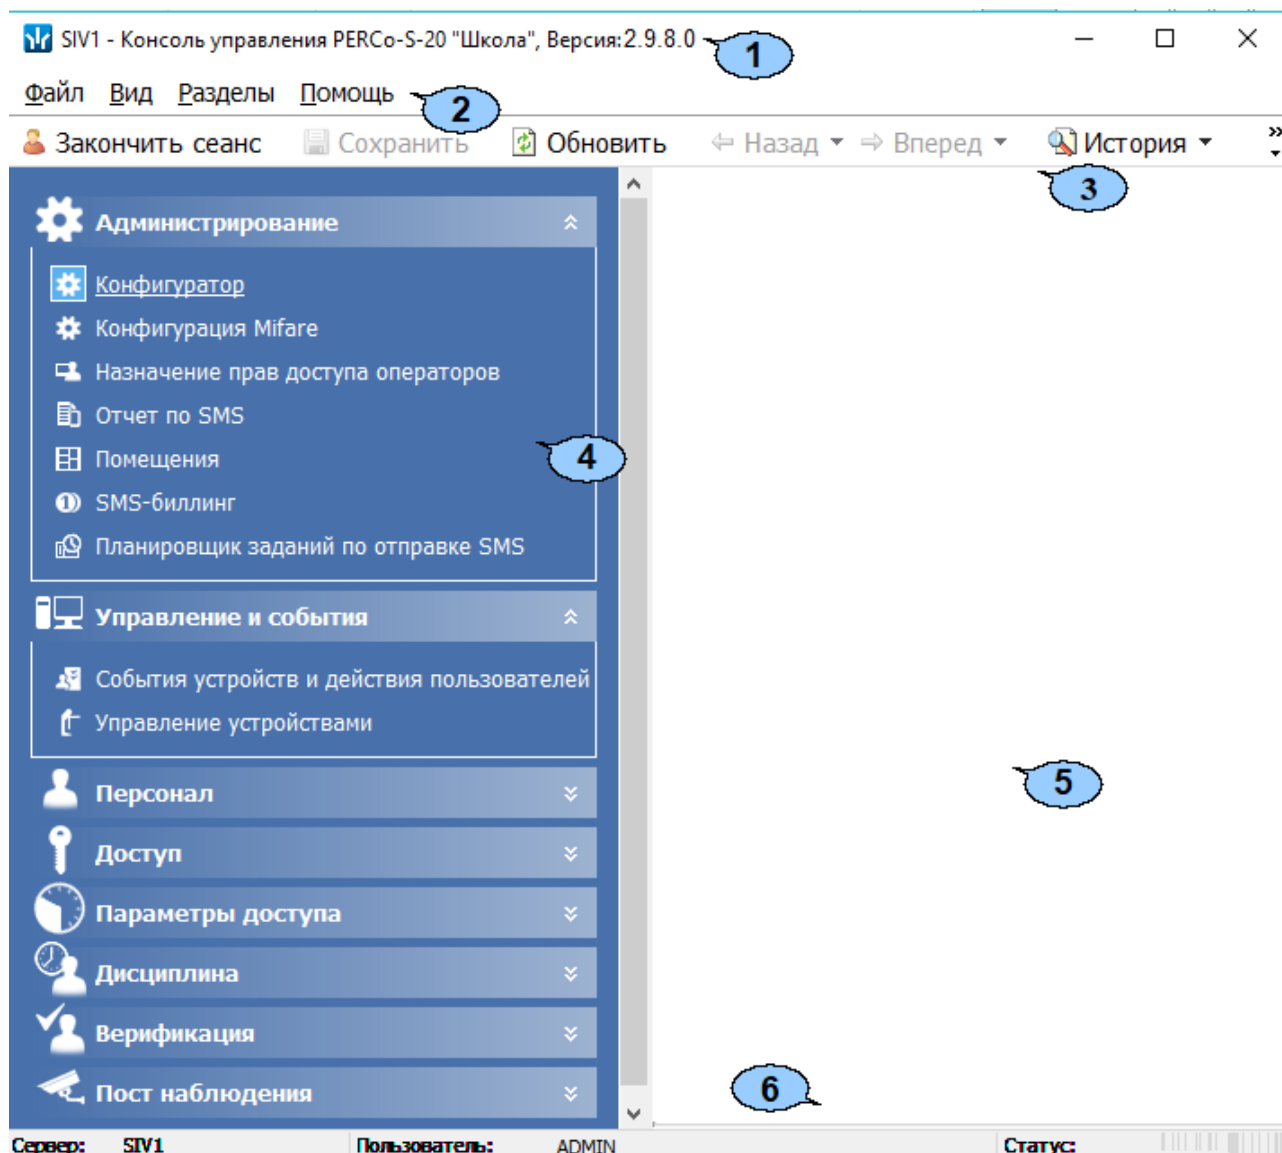 SIV1 - Консоль управления PERCo-S-20 "Школа", Версия:2.9.8.0
1
Файл Вид Разделы Помощь
2
Закончить сеанс Сохранить Обновить Назад Вперед История
3
Администрирование
Конфигуратор
Конфигурация Mifare
Назначение прав доступа операторов
Отчет по SMS
4
Помещения
SMS-биллинг
Планировщик заданий по отправке SMS
Управление и события
События устройств и действия пользователей
Управление устройствами
5
Персонал
Доступ
Параметры доступа
Дисциплина
Верификация
Пост наблюдения
6
Сервер: SIV1 Пользователь: ADMIN Статус: